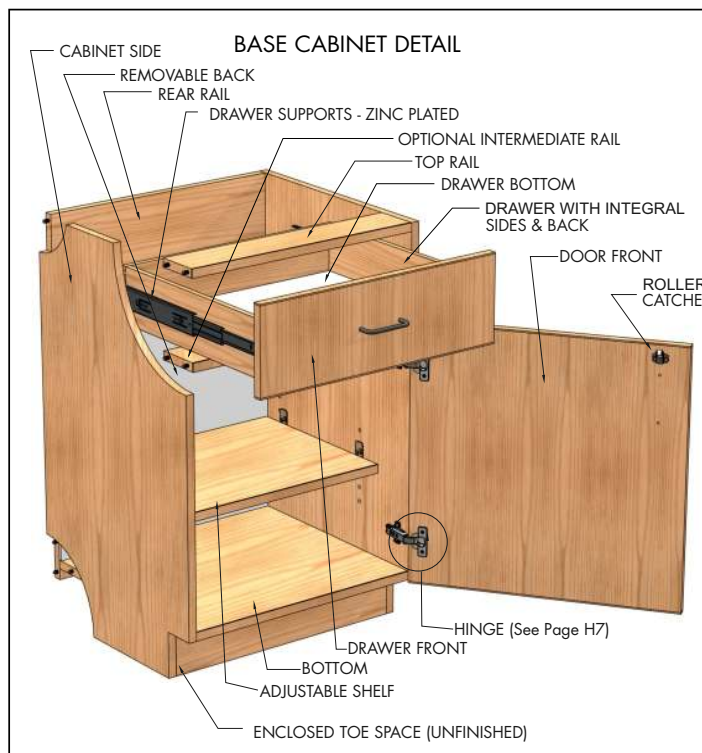 BASE CABINET DETAIL
CABINET SIDE
REMOVABLE BACK
REAR RAIL
DRAWER SUPPORTS - ZINC PLATED
OPTIONAL INTERMEDIATE RAIL
TOP RAIL
DRAWER BOTTOM
DRAWER WITH INTEGRAL
SIDES & BACK
DOOR FRONT
ROLLER
CATCHE
HINGE (See Page H7)
DRAWER FRONT
BOTTOM
ADJUSTABLE SHELF
ENCLOSED TOE SPACE (UNFINISHED)